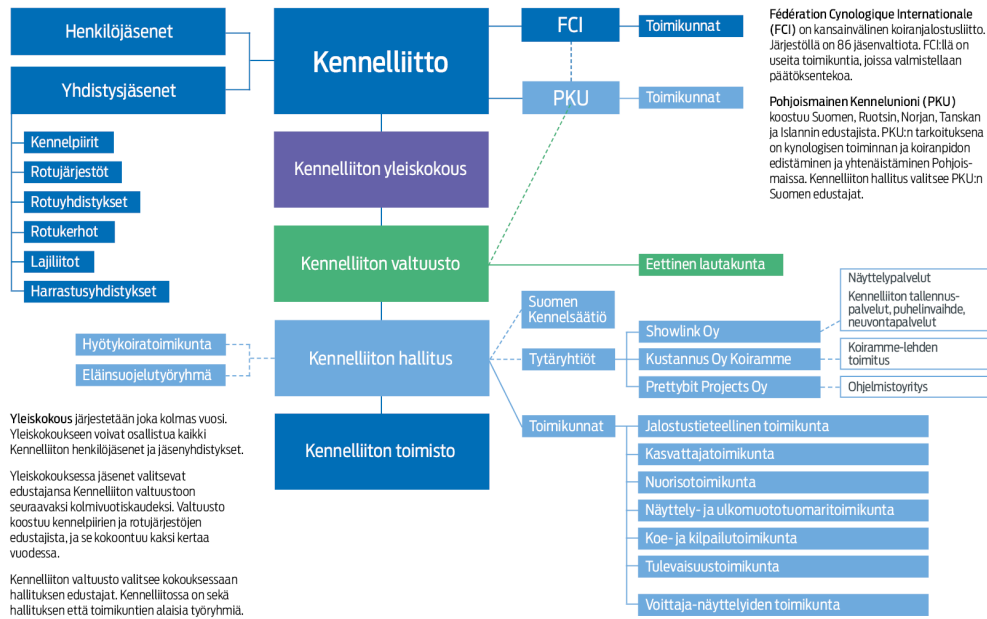 Henkilöjäsenet
Yhdistysjäsenet
Kennelpiirit
Rotujärjestöt
Rotuyhdistykset
Rotukerhot
Lajiliitot
Harrastusyhdistykset
Kennelliitto
FCI
Toimikunnat
PKU
Toimikunnat
Fédération Cynologique Internationale
(FCI) on kansainvälinen koiranjalostusliitto.
Järjestöllä on 86 jäsenvaltiota. FCI:llä on
useita toimikuntia, joissa valmistellaan
päätöksentekoa.
Pohjoismainen Kennelunioni (PKU)
koostuu Suomen, Ruotsin, Norjan, Tanskan
ja Islannin edustajista. PKU:n tarkoituksena
on kynologisen toiminnan ja koiranpidon
edistäminen ja yhtenäistäminen Pohjois-
maissa. Kennelliiton hallitus valitsee PKU:n
Suomen edustajat.
Kennelliiton yleiskokous
Kennelliiton valtuusto
Eettinen lautakunta
Hyötykoiratoimikunta
Eläinsuojelutyöryhmä
Kennelliiton hallitus
Suomen
Kennelsäätiö
Tytäryhtiöt
Showlink Oy
Kustannus Oy Koiramme
Prettybit Projects Oy
Näyttelypalvelut
Kennelliiton tallennus-
palvelut, puhelinvaihde,
neuvontapalvelut
Koiramme-lehden
toimitus
Ohjelmistoyritys
Toimikunnat
Jalostustieteellinen toimikunta
Kasvattajatoimikunta
Nuorisotoimikunta
Näyttely- ja ulkomuototuomaritoimikunta
Koe- ja kilpailutoimikunta
Tulevaisuustoimikunta
Voittaja-näyttelyiden toimikunta
Kennelliiton toimisto
Yleiskokous järjestetään joka kolmas vuosi.
Yleiskokoukseen voivat osallistua kaikki
Kennelliiton henkilöjäsenet ja jäsenyhdistykset.
Yleiskokouksessa jäsenet valitsevat
edustajansa Kennelliiton valtuustoon
seuraavaksi kolmivuotiskaudeksi. Valtuusto
koostuu kennelpiirien ja rotujärjestöjen
edustajista, ja se kokoontuu kaksi kertaa
vuodessa.
Kennelliiton valtuusto valitsee kokouksessaan
hallituksen edustajat. Kennelliitossa on sekä
hallituksen että toimikuntien alaisia työryhmiä.